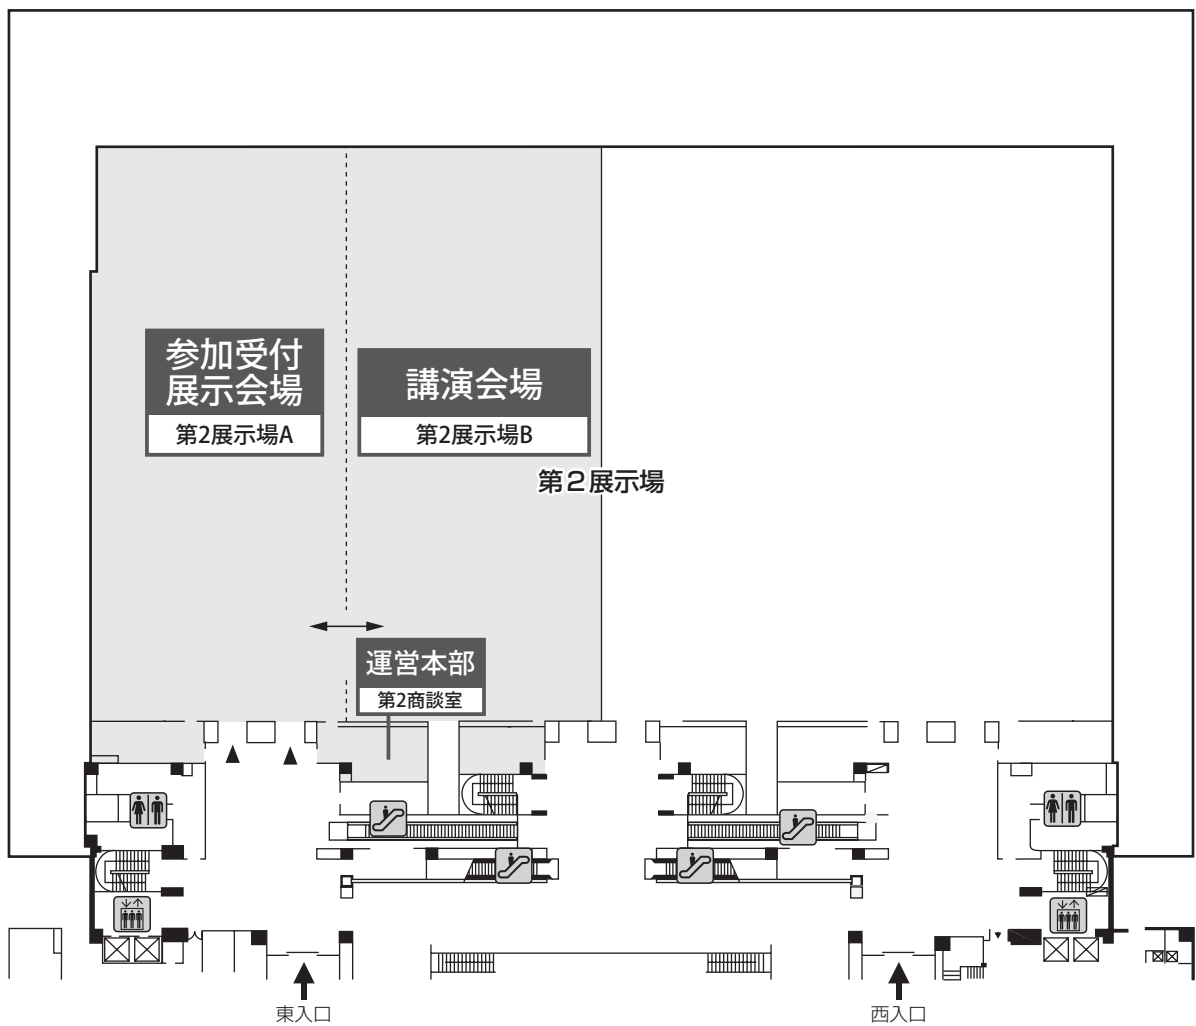 参加受付
展示会場
第2展示場A
講演会場
第2展示場B
第2展示場
運営本部
第2商談室
東入口
西入口